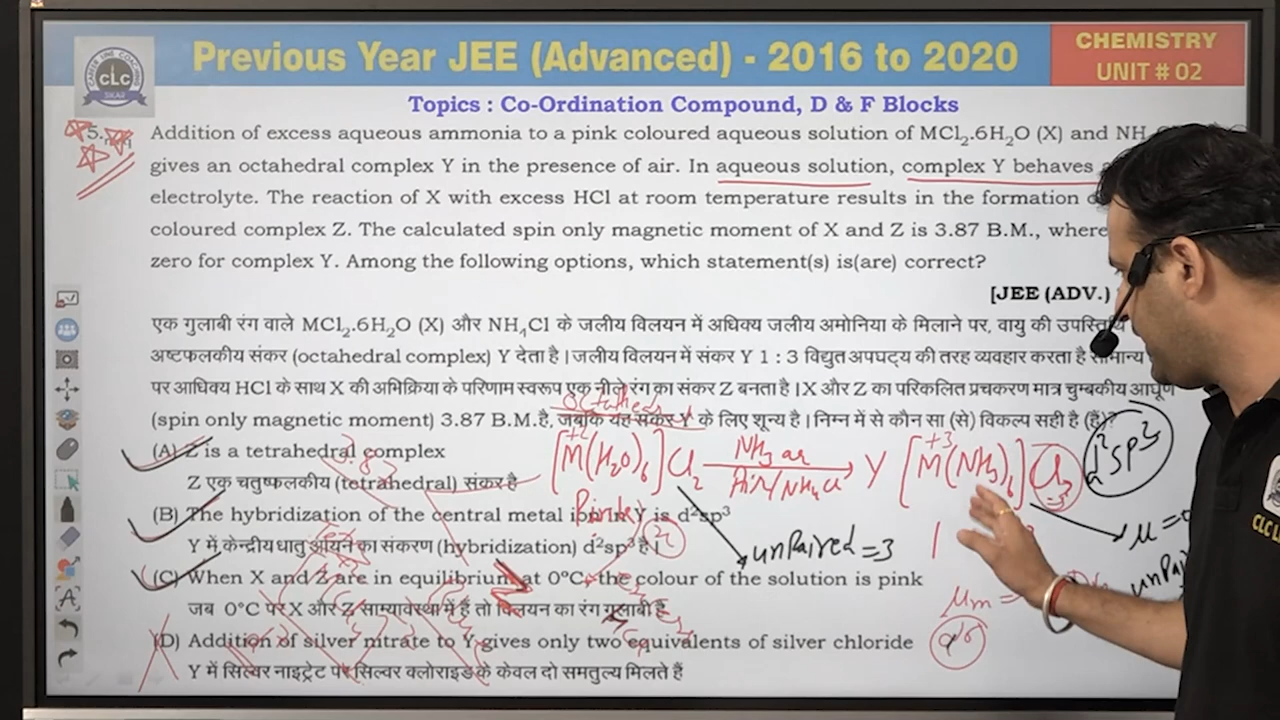 Previous Year JEE (Advanced) - 2016 to 2020
CHEMISTRY
UNIT # 02
CLC
SIKAR
Topics : Co-Ordination Compound, D & F Blocks
5.
Addition of excess aqueous ammonia to a pink coloured aqueous solution of MCl₂.6H₂O (X) and NH
gives an octahedral complex Y in the presence of air. In aqueous solution, complex Y behaves
electrolyte. The reaction of X with excess HCl at room temperature results in the formation
coloured complex Z. The calculated spin only magnetic moment of X and Z is 3.87 B.M., where
zero for complex Y. Among the following options, which statement(s) is(are) correct?
[JEE (ADV.)
एक गुलाबी रंग वाले MCl₂.6H₂O (X) और NH₄Cl के जलीय विलयन में अधिक्य जलीय अमोनिया के मिलाने पर, वायु की उपस्थिति
अष्टफलकीय संकर (octahedral complex) Y देता है। जलीय विलयन में संकर Y 1 : 3 विद्युत अपघट्य की तरह व्यवहार करता है सामान्य
पर आधिक्य HCl के साथ X की अभिक्रिया के परिणाम स्वरूप एक नीले रंग का संकर Z बनता है। X और Z का परिकलित प्रचकरण मात्र चुम्बकीय आघूर्ण
(spin only magnetic moment) 3.87 B.M.है, जबकि यह संकर Y के लिए शून्य है। निम्न में से कौन सा (से) विकल्प सही है (हैं)?
(A) Z is a tetrahedral complex
Z एक चतुष्फलकीय (tetrahedral) संकर है
3.87
[M⁺²(H₂O)₆]Cl₂ NH₃ aq Air/NH₄Cl → Y [M⁺³(NH₃)₆]Cl₃
d²sp³
Pink
(B) The hybridization of the central metal ion in Y is d²sp³
Y में केन्द्रीय धातु आयन का संकरण (hybridization) d²sp³ है।
unPaired = 3
μ = 0
(C) When X and Z are in equilibrium at 0°C, the colour of the solution is pink
जब 0°C पर X और Z साम्यावस्था में हैं तो विलयन का रंग गुलाबी है
μm =
(D) Addition of silver nitrate to Y gives only two equivalents of silver chloride
Y में सिल्वर नाइट्रेट पर सिल्वर क्लोराइड के केवल दो समतुल्य मिलते हैं